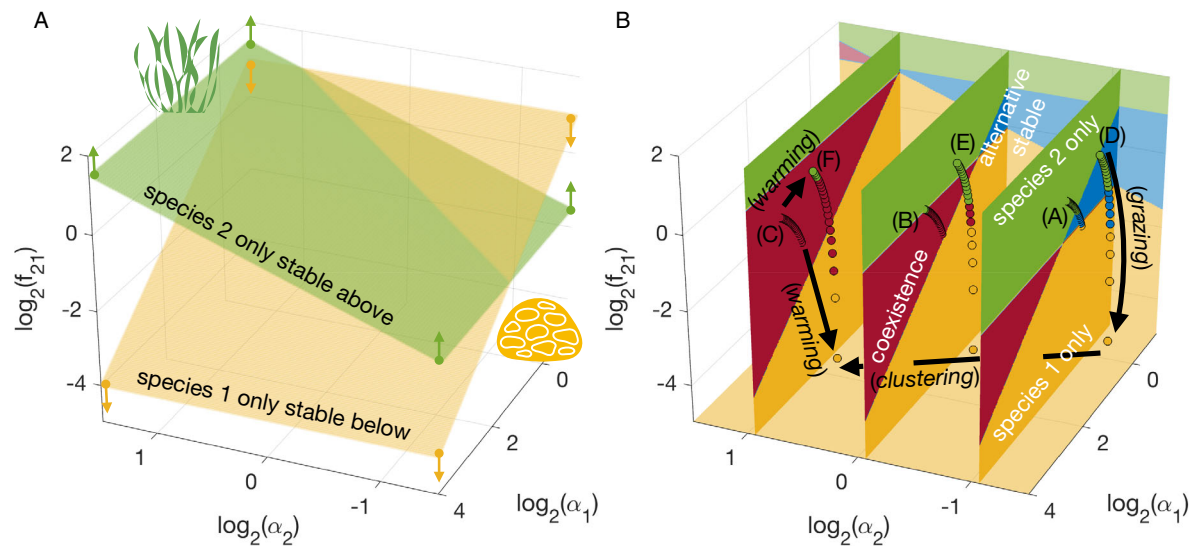 A
2
0
-2
-4
log2(f21)
species 2 only stable above
species 1 only stable below
1
0
-1
log2(α2)
0
2
4
log2(α1)
B
2
0
-2
-4
log2(f21)
(warming)
(F)
(C)
(warming)
(B)
coexistence
(E)
alternative
stable
species 2 only
(D)
(A)
(grazing)
(clustering)
species 1 only
1
0
-1
log2(α2)
0
2
4
log2(α1)